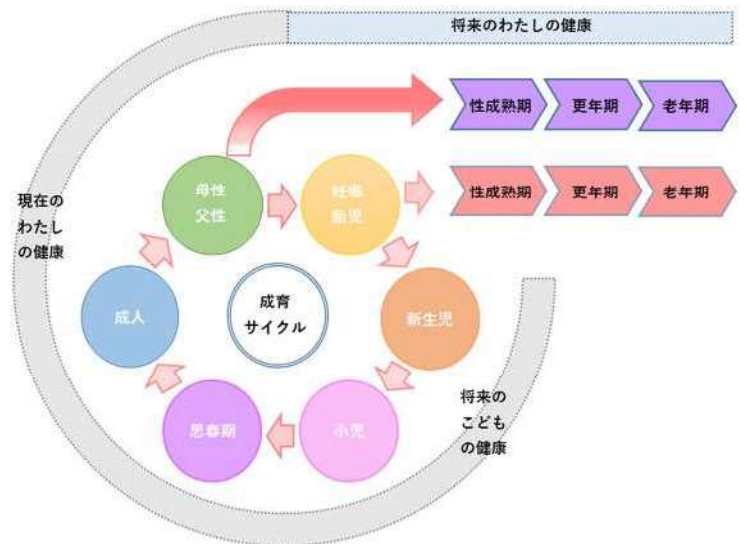 将来のわたしの健康
性成熟期
更年期
老年期
母性
父性
妊娠
胎児
性成熟期
更年期
老年期
現在の
わたし
の健康
成人
成育
サイクル
新生児
思春期
小児
将来の
こども
の健康